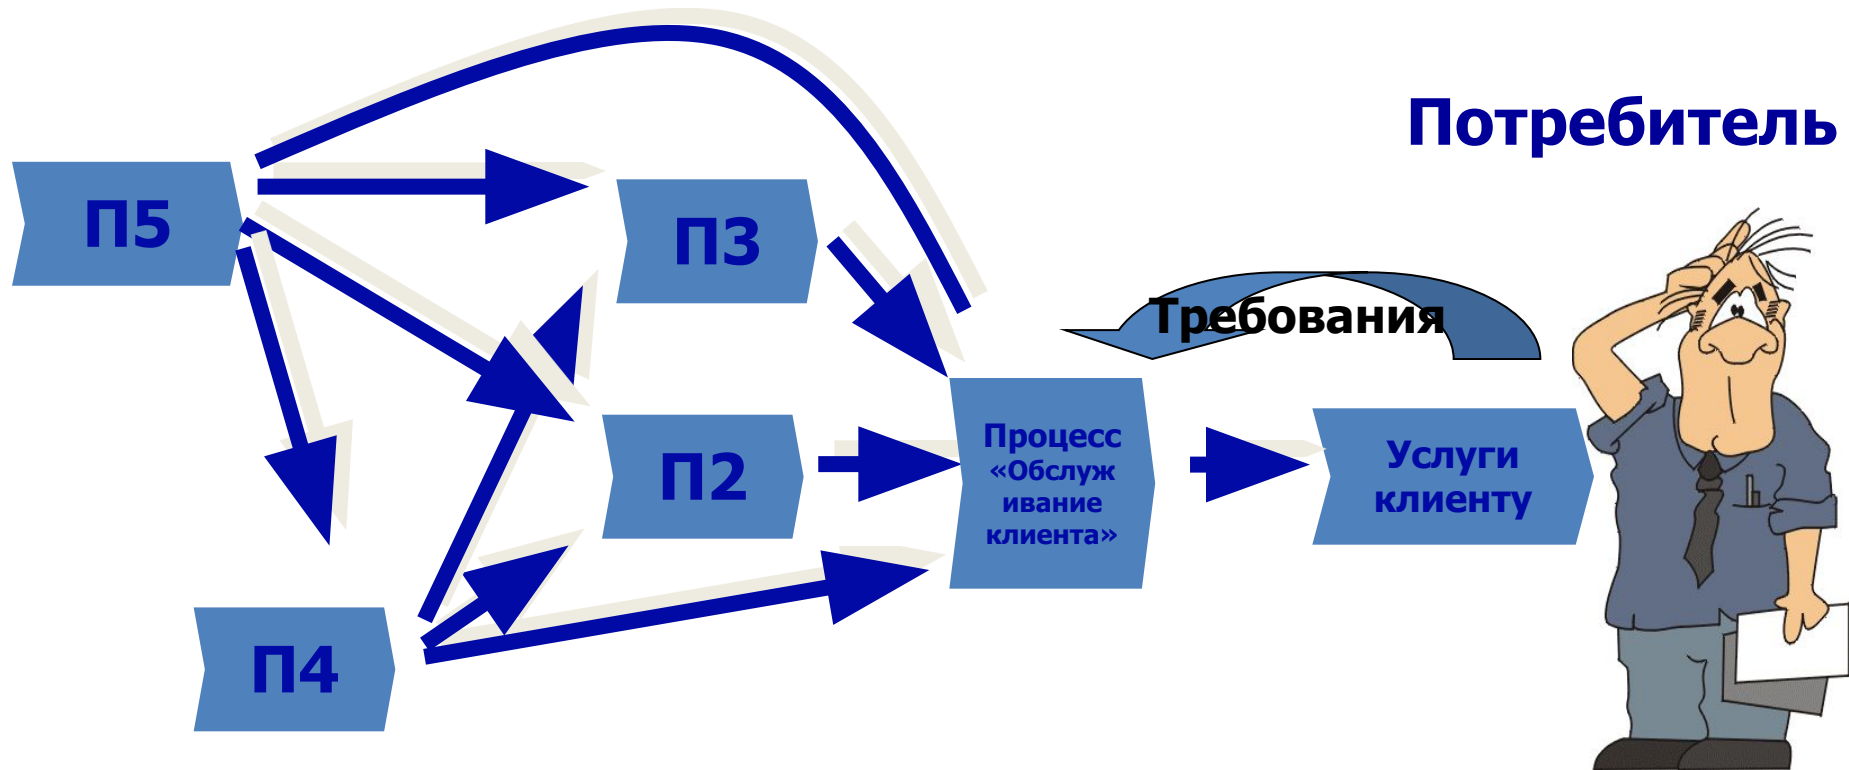 Потребитель
П5
П3
Требования
Процесс
«Обслуж
ивание
клиента»
Услуги
клиенту
П2
П4